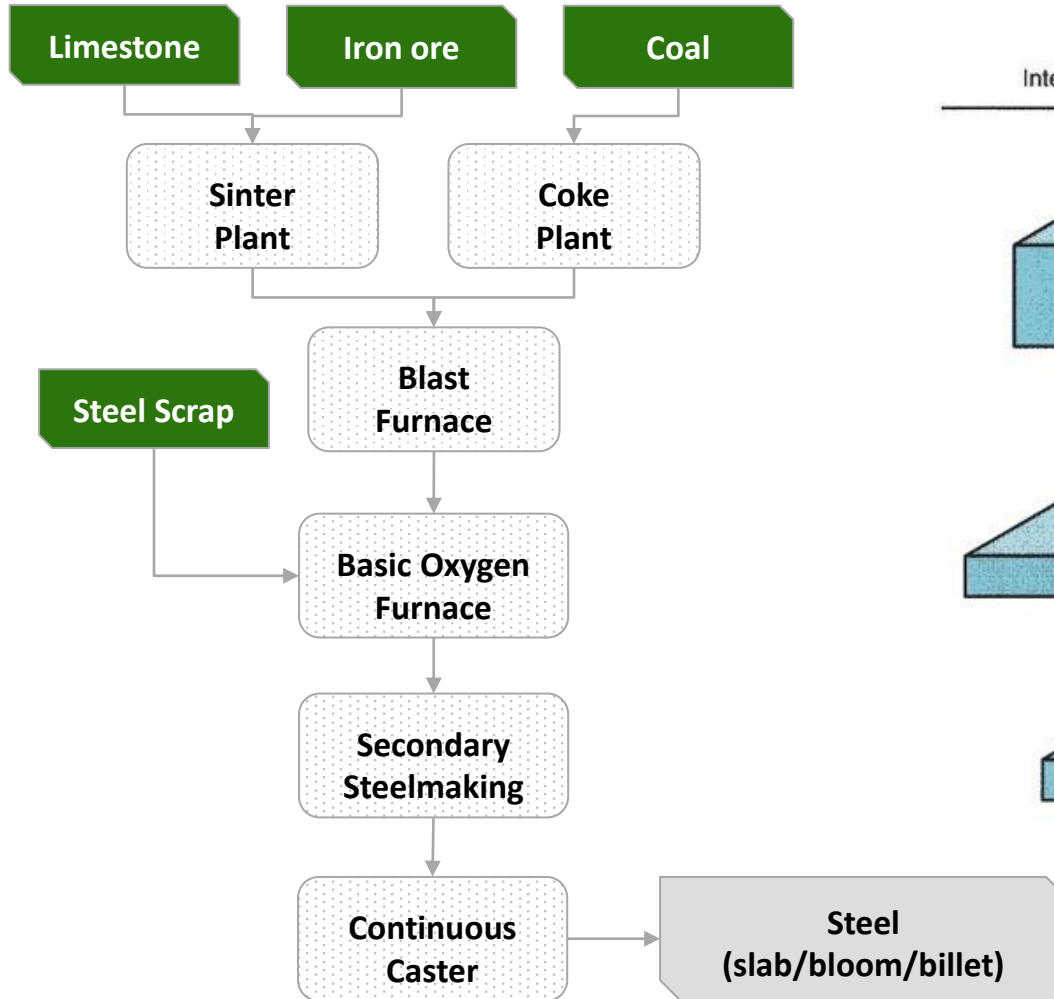 Limestone
Iron ore
Coal
Sinter
Plant
Coke
Plant
Blast
Furnace
Steel Scrap
Basic Oxygen
Furnace
Secondary
Steelmaking
Continuous
Caster
Steel
(slab/bloom/billet)